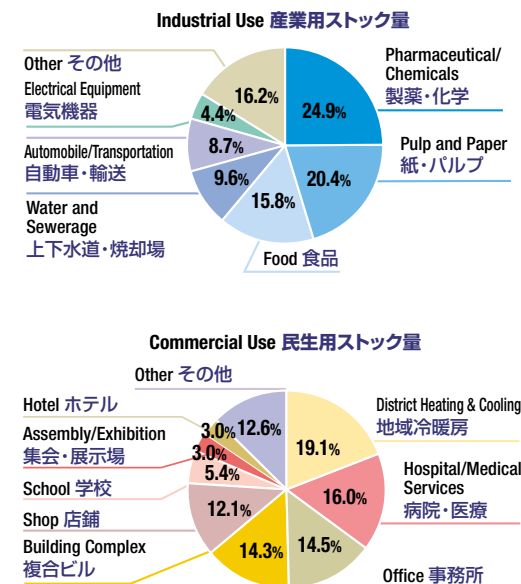 Industrial Use 産業用ストック量
Other その他
Electrical Equipment
電気機器
Automobile/Transportation
自動車・輸送
Water and
Sewerage
上下水道・焼却場
Pharmaceutical/
Chemicals
製薬・化学
Pulp and Paper
紙・パルプ
Food 食品
16.2%
4.4%
8.7%
9.6%
15.8%
20.4%
24.9%
Commercial Use 民生用ストック量
Other その他
Hotel ホテル
Assembly/Exhibition
集会・展示場
School 学校
Shop 店舗
Building Complex
複合ビル
District Heating & Cooling
地域冷暖房
Hospital/Medical
Services
病院・医療
Office 事務所
12.6%
3.0%
3.0%
5.4%
12.1%
14.3%
14.5%
16.0%
19.1%